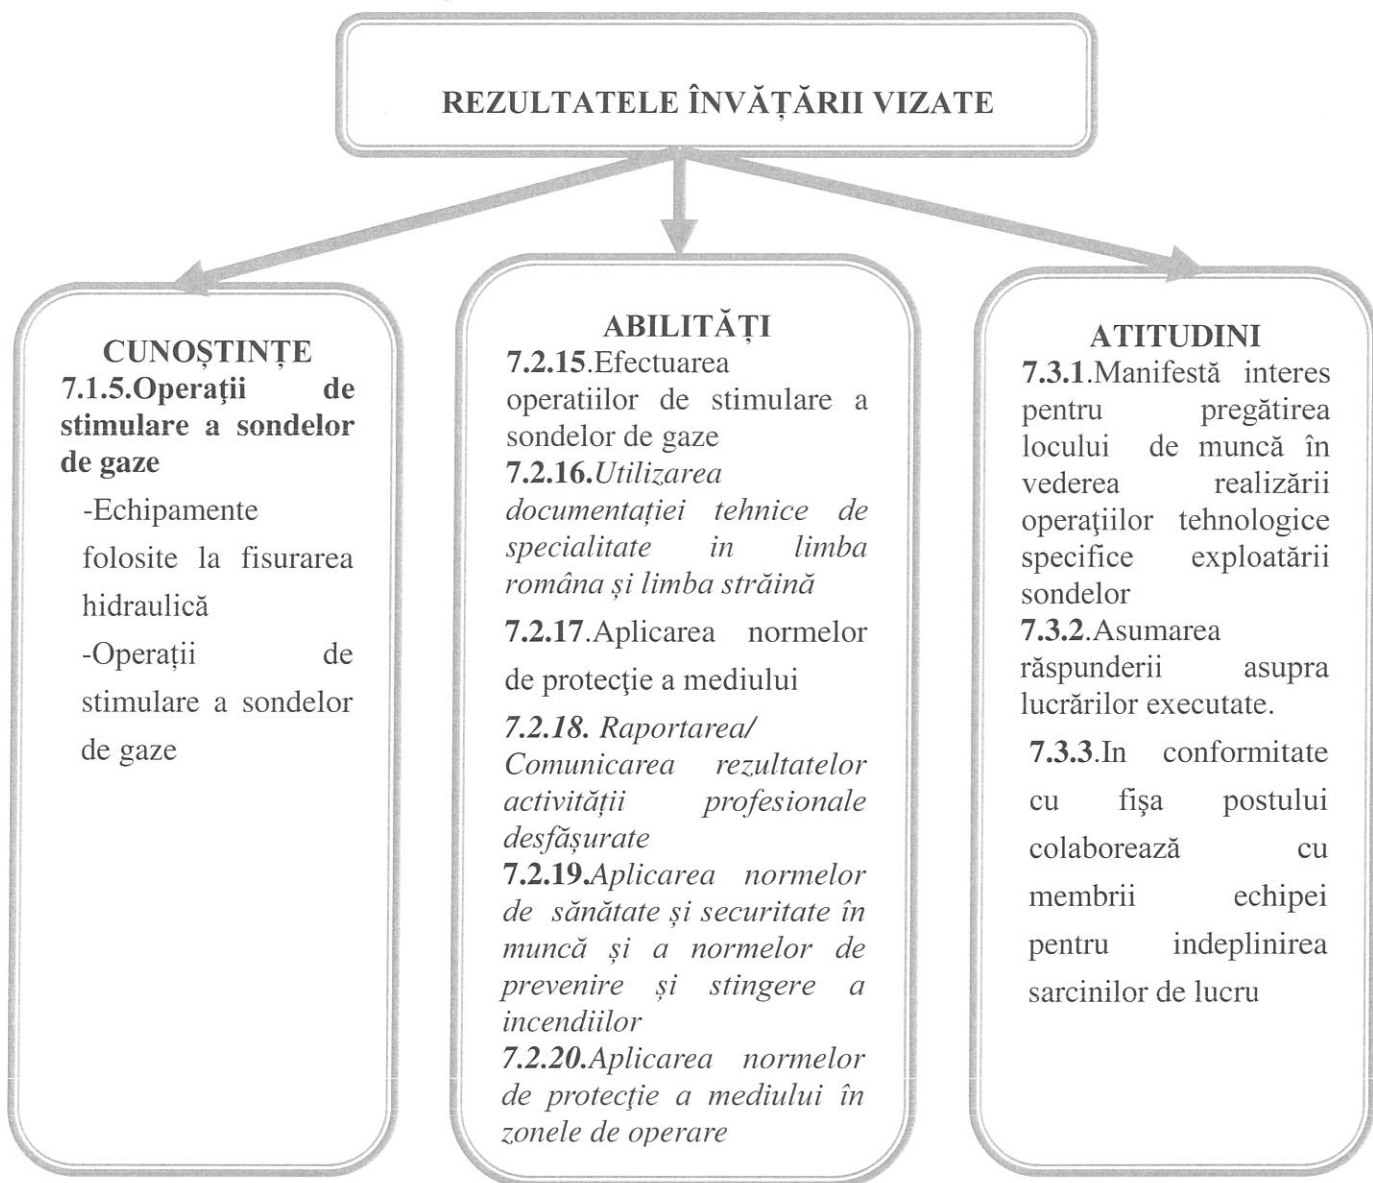 REZULTATELE ÎNVĂȚĂRII VIZATE
CUNOȘTINȚE
7.1.5.Operaţii de
stimulare a sondelor
de gaze
-Echipamente
folosite la fisurarea
hidraulică
-Operații de
stimulare a sondelor
de gaze
ABILITĂȚI
7.2.15.Efectuarea
operatiilor de stimulare a
sondelor de gaze
7.2.16.Utilizarea
documentației tehnice de
specialitate in limba
româna și limba străină
7.2.17.Aplicarea normelor
de protecţie a mediului
7.2.18. Raportarea/
Comunicarea rezultatelor
activității profesionale
desfășurate
7.2.19.Aplicarea normelor
de sănătate și securitate în
muncă și a normelor de
prevenire și stingere a
incendiilor
7.2.20.Aplicarea normelor
de protecţie a mediului în
zonele de operare
ATITUDINI
7.3.1.Manifestă interes
pentru pregătirea
locului de muncă în
vederea realizării
operaţiilor tehnologice
specifice exploatării
sondelor
7.3.2.Asumarea
răspunderii asupra
lucrărilor executate.
7.3.3.In conformitate
cu fişa postului
colaborează cu
membrii echipei
pentru indeplinirea
sarcinilor de lucru